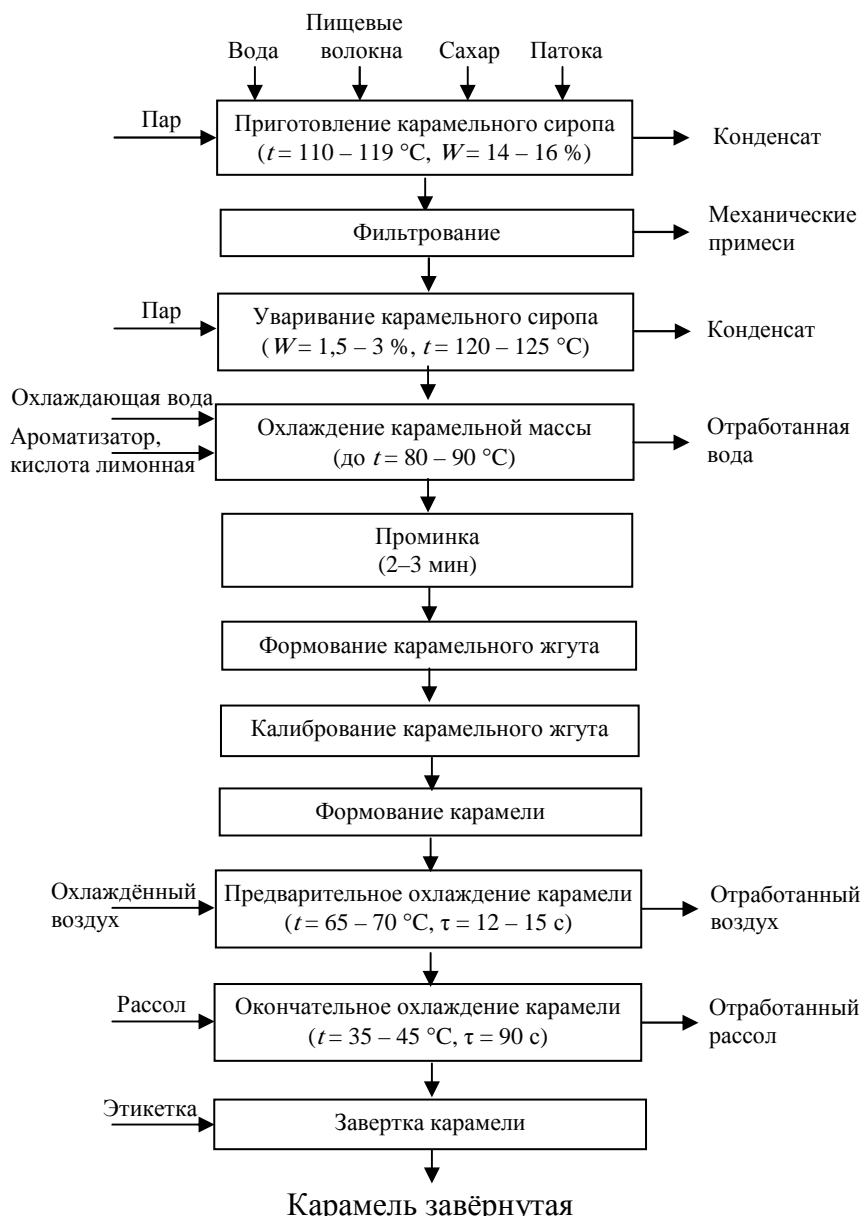 Вода
Пищевые
волокна
Сахар
Патока
Пар
Приготовление карамельного сиропа
(t = 110 – 119 °C, W = 14 – 16 %)
Конденсат
Фильтрование
Механические
примеси
Пар
Уваривание карамельного сиропа
(W = 1,5 – 3 %, t = 120 – 125 °C)
Конденсат
Охлаждающая вода
Ароматизатор,
кислота лимонная
Охлаждение карамельной массы
(до t = 80 – 90 °C)
Отработанная
вода
Проминка
(2–3 мин)
Формование карамельного жгута
Калибрование карамельного жгута
Формование карамели
Охлаждённый
воздух
Предварительное охлаждение карамели
(t = 65 – 70 °C, τ = 12 – 15 с)
Отработанный
воздух
Рассол
Окончательное охлаждение карамели
(t = 35 – 45 °C, τ = 90 с)
Отработанный
рассол
Этикетка
Завертка карамели
Карамель завёрнутая